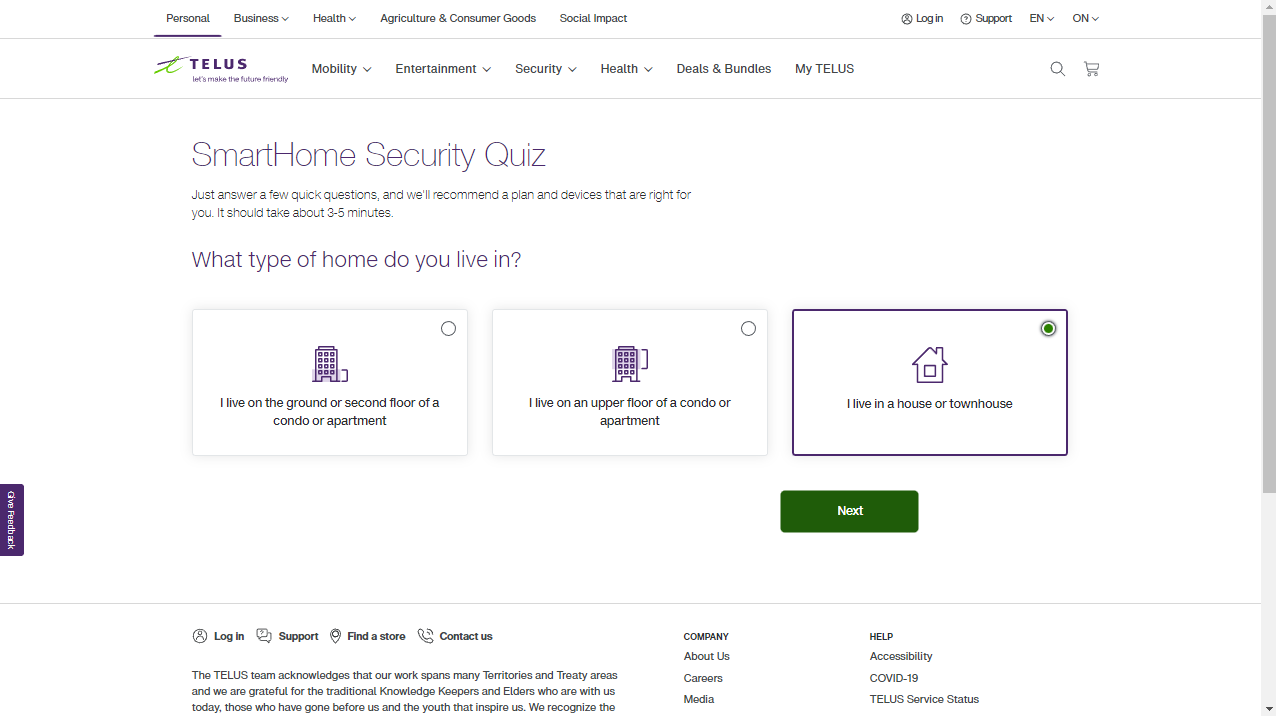 Personal Business Health Agriculture & Consumer Goods Social Impact Log in Support EN ON
TELUS
let's make the future friendly
Mobility Entertainment Security Health Deals & Bundles My TELUS
SmartHome Security Quiz
Just answer a few quick questions, and we'll recommend a plan and devices that are right for
you. It should take about 3-5 minutes.
What type of home do you live in?
I live on the ground or second floor of a
condo or apartment
I live on an upper floor of a condo or
apartment
I live in a house or townhouse
Next
Give Feedback
Log in Support Find a store Contact us
The TELUS team acknowledges that our work spans many Territories and Treaty areas
and we are grateful for the traditional Knowledge Keepers and Elders who are with us
today, those who have gone before us and the youth that inspire us. We recognize the
COMPANY
About Us
Careers
Media
HELP
Accessibility
COVID-19
TELUS Service Status